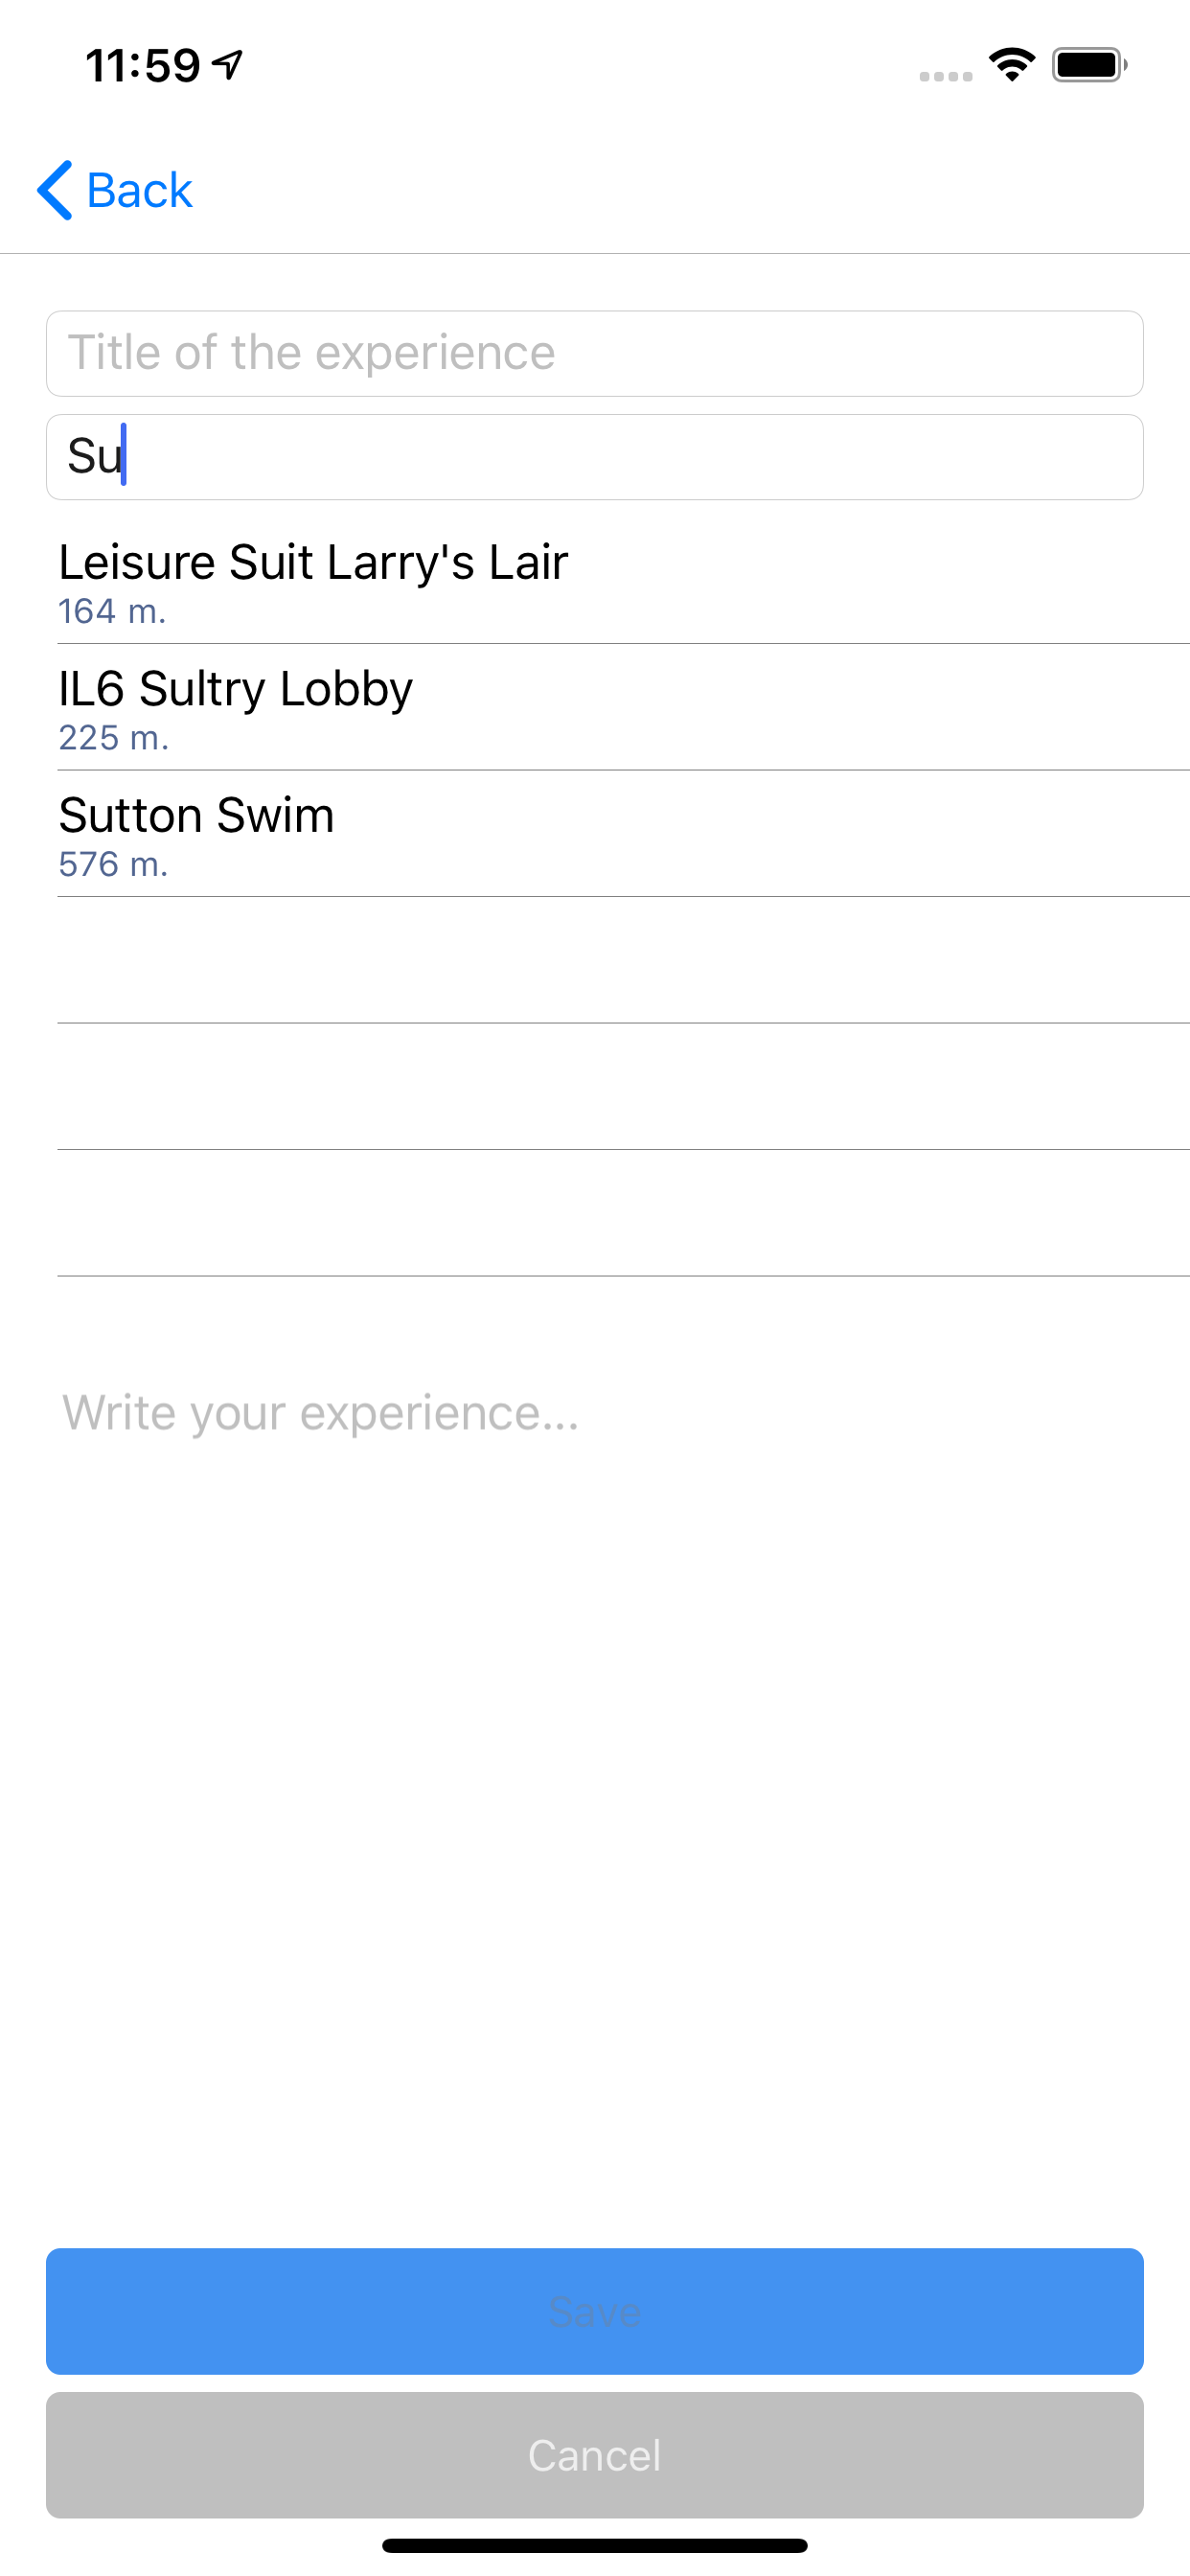 11:59
Back
Title of the experience
Su
Leisure Suit Larry's Lair
164 m.
IL6 Sultry Lobby
225 m.
Sutton Swim
576 m.
Write your experience...
Save
Cancel